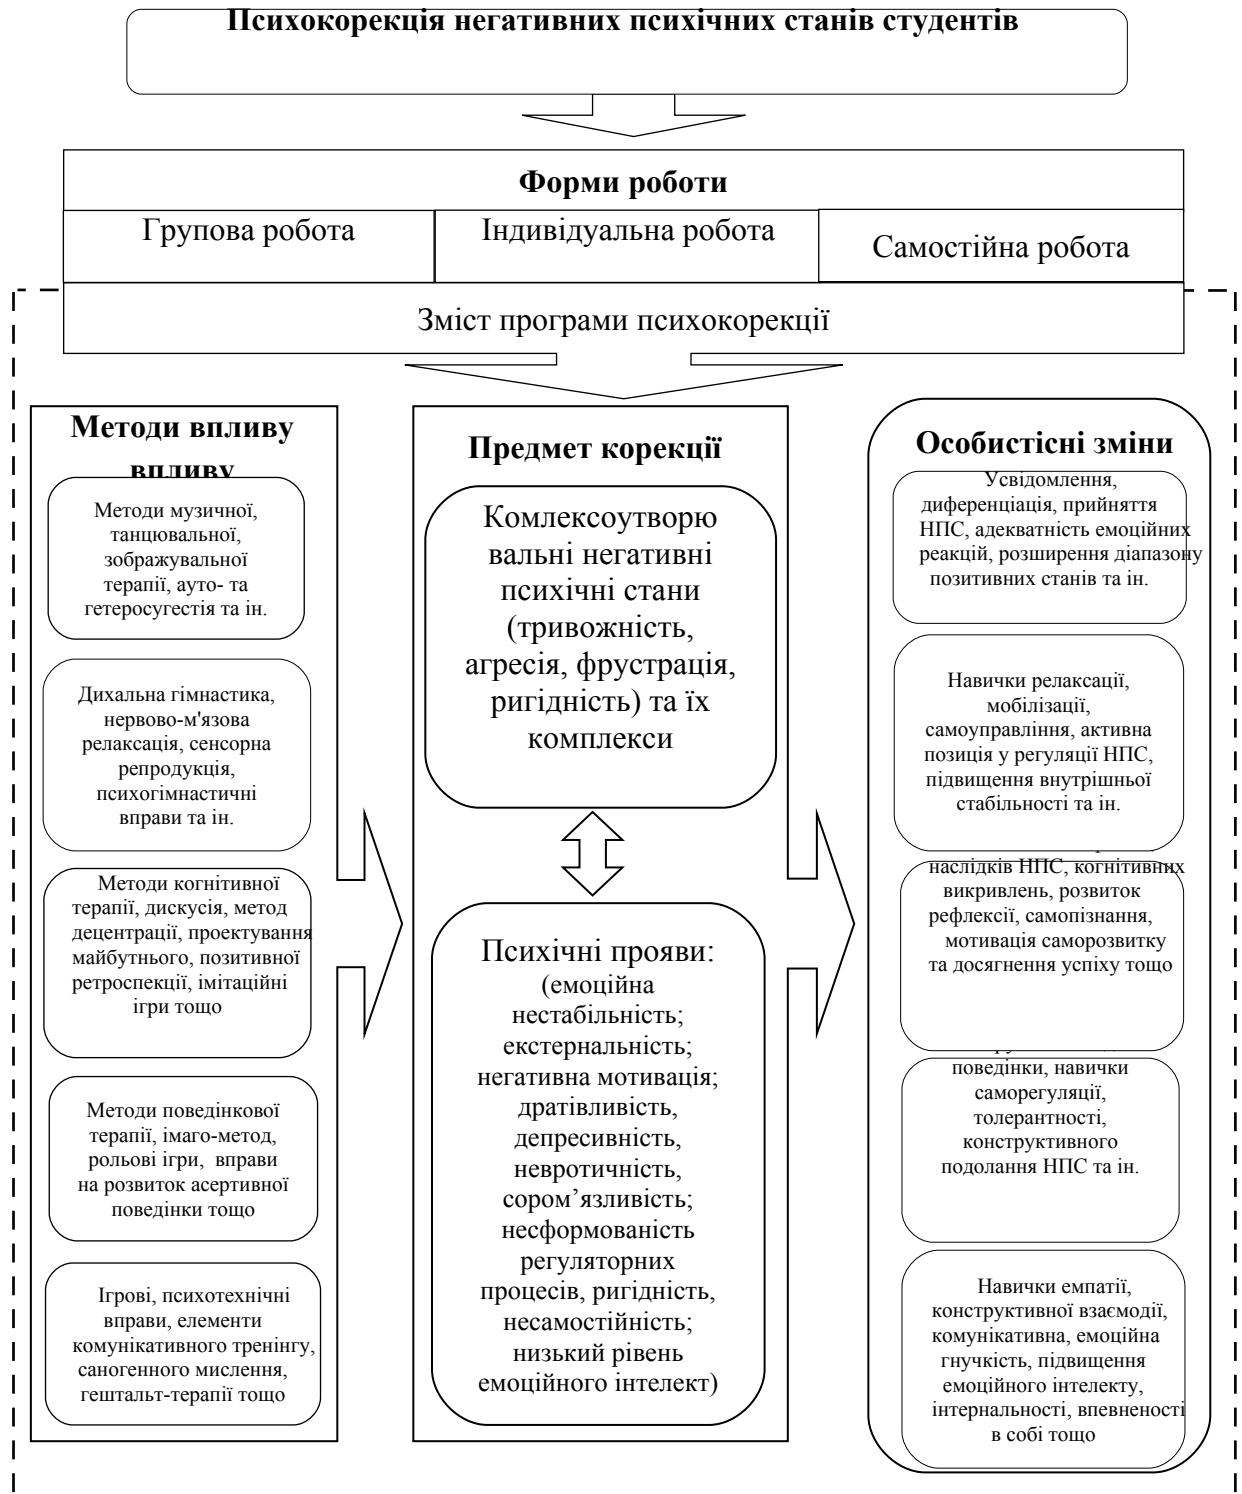 Психокорекція негативних психічних станів студентів
Форми роботи
Групова робота
Індивідуальна робота
Самостійна робота
Зміст програми психокорекції
Методи впливу
впливу
Методи музичної,
танцювальної,
зображувальної
терапії, ауто- та
гетеросугестія та ін.
Дихальна гімнастика,
нервово-м'язова
релаксація, сенсорна
репродукція,
психогімнастичні
вправи та ін.
Методи когнітивної
терапії, дискусія, метод
децентрації, проектування
майбутнього, позитивної
ретроспекції, імітаційні
ігри тощо
Методи поведінкової
терапії, імаго-метод,
рольові ігри, вправи
на розвиток асертивної
поведінки тощо
Ігрові, психотехнічні
вправи, елементи
комунікативного тренінгу,
саногенного мислення,
гештальт-терапії тощо
Предмет корекції
Комлексоутворю
вальні негативні
психічні стани
(тривожність,
агресія, фрустрація,
ригідність) та їх
комплекси
Психічні прояви:
(емоційна
нестабільність;
екстернальність;
негативна мотивація;
дратівливість,
депресивність,
невротичність,
сором’язливість;
несформованість
регуляторних
процесів, ригідність,
несамостійність;
низький рівень
емоційного інтелект)
Особистісні зміни
Усвідомлення,
диференціація, прийняття
НПС, адекватність емоційних
реакцій, розширення діапазону
позитивних станів та ін.
Навички релаксації,
мобілізації,
самоуправління, активна
позиція у регуляції НПС,
підвищення внутрішньої
стабільності та ін.
наслідків НПС, когнітивних
викривлень, розвиток
рефлексії, самопізнання,
мотивація саморозвитку
та досягнення успіху тощо
поведінки, навички
саморегуляції,
толерантності,
конструктивного
подолання НПС та ін.
Навички емпатії,
конструктивної взаємодії,
комунікативна, емоційна
гнучкість, підвищення
емоційного інтелекту,
інтернальності, впевненості
в собі тощо